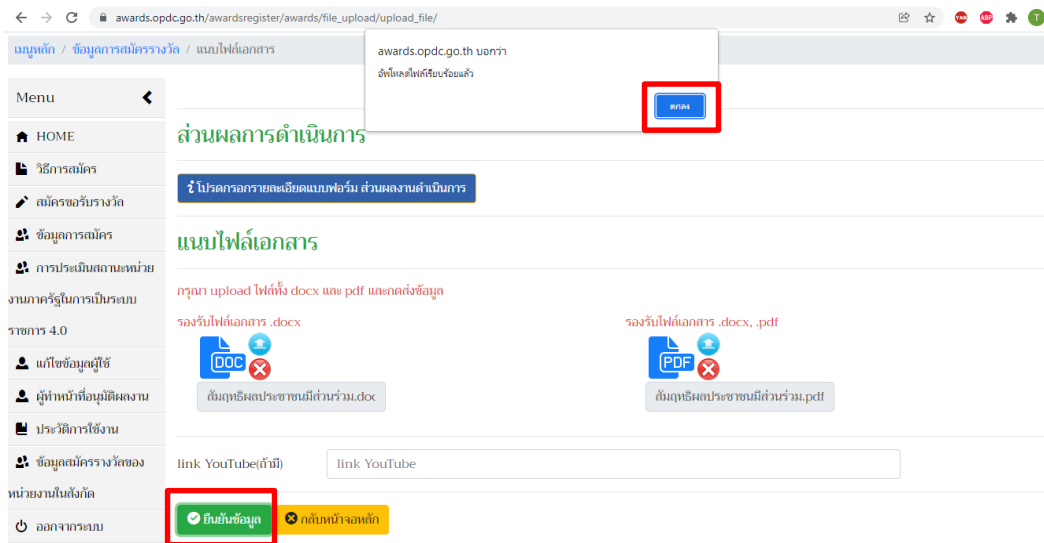 awards.opdc.go.th/awardsregister/awards/file_upload/upload_file/
เมนูหลัก / ข้อมูลการสมัครรางวัล / แนบไฟล์เอกสาร
awards.opdc.go.th บอกว่า
อัพโหลดไฟล์เรียบร้อยแล้ว
ตกลง
Menu
HOME
วิธีการสมัคร
สมัครขอรับรางวัล
ข้อมูลการสมัคร
การประเมินสถานะหน่วย
งานภาครัฐในการเป็นระบบ
ราชการ 4.0
แก้ไขข้อมูลผู้ใช้
ผู้ทำหน้าที่อนุมัติผลงาน
ประวัติการใช้งาน
ข้อมูลสมัครรางวัลของ
หน่วยงานในสังกัด
ออกจากระบบ
ส่วนผลการดำเนินการ
i โปรดกรอกรายละเอียดแบบฟอร์ม ส่วนผลงานดำเนินการ
แนบไฟล์เอกสาร
กรุณา upload ไฟล์ทั้ง docx และ pdf และกดส่งข้อมูล
รองรับไฟล์เอกสาร .docx
รองรับไฟล์เอกสาร .docx, .pdf
DOC
PDF
สัมฤทธิผลประชาชนมีส่วนร่วม.doc
สัมฤทธิผลประชาชนมีส่วนร่วม.pdf
link YouTube(ถ้ามี)
link YouTube
ยืนยันข้อมูล
กลับหน้าจอหลัก
YAB
ABP
T